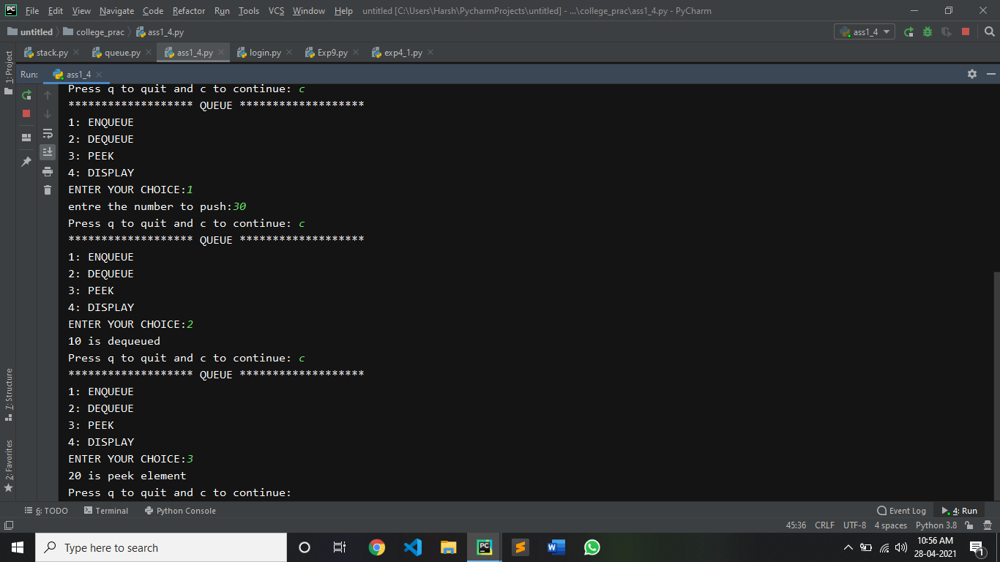 File Edit View Navigate Code Refactor Run Tools VCS Window Help untitled [C:\Users\Harsh\PycharmProjects\untitled] - ...\college_prac\ass1_4.py - PyCharm
untitled college_prac ass1_4.py ass1_4
stack.py queue.py ass1_4.py login.py Exp9.py exp4_1.py
1: Project
Run: ass1_4
Press q to quit and c to continue: c
******************* QUEUE *******************
1: ENQUEUE
2: DEQUEUE
3: PEEK
4: DISPLAY
ENTER YOUR CHOICE:1
entre the number to push:30
Press q to quit and c to continue: c
******************* QUEUE *******************
1: ENQUEUE
2: DEQUEUE
3: PEEK
4: DISPLAY
ENTER YOUR CHOICE:2
10 is dequeued
Press q to quit and c to continue: c
******************* QUEUE *******************
1: ENQUEUE
2: DEQUEUE
3: PEEK
4: DISPLAY
ENTER YOUR CHOICE:3
20 is peek element
Press q to quit and c to continue:
7: Structure
2: Favorites
6: TODO Terminal Python Console Event Log 4: Run
45:36 CRLF UTF-8 4 spaces Python 3.8
Type here to search
10:56 AM
28-04-2021
1